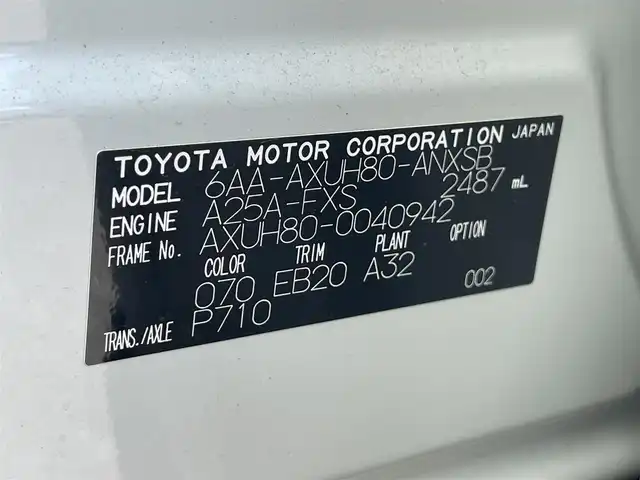 TOYOTA MOTOR CORPORATION JAPAN
MODEL 6AA-AXUH80-ANXSB
ENGINE A25A-FXS 2487 mL
FRAME No. AXUH80-0040942
COLOR TRIM PLANT OPTION
070 EB20 A32 002
TRANS./AXLE P710